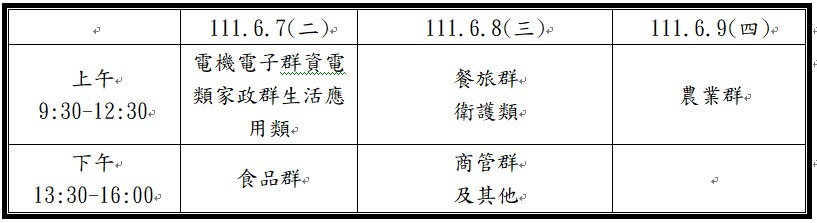 111.6.7(二) 111.6.8(三) 111.6.9(四)
上午
9:30-12:30
電機電子群資電
類家政群生活應
用類
餐旅群
衛護類
農業群
下午
13:30-16:00
食品群
商管群
及其他